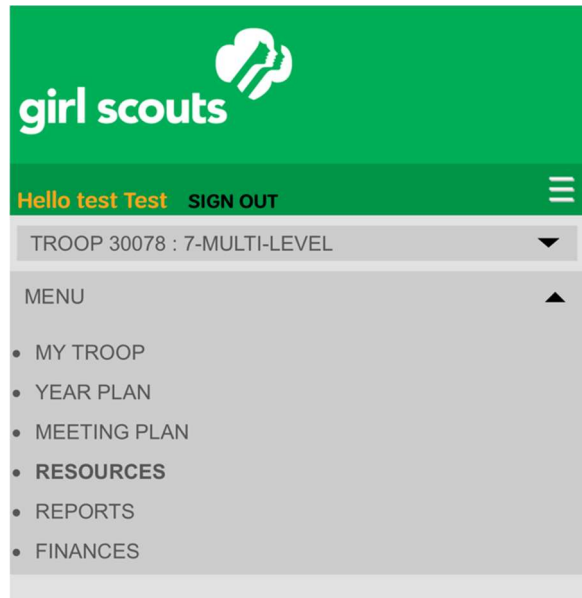 girl scouts
Hello test Test SIGN OUT
TROOP 30078 : 7-MULTI-LEVEL
MENU
• MY TROOP
• YEAR PLAN
• MEETING PLAN
• RESOURCES
• REPORTS
• FINANCES